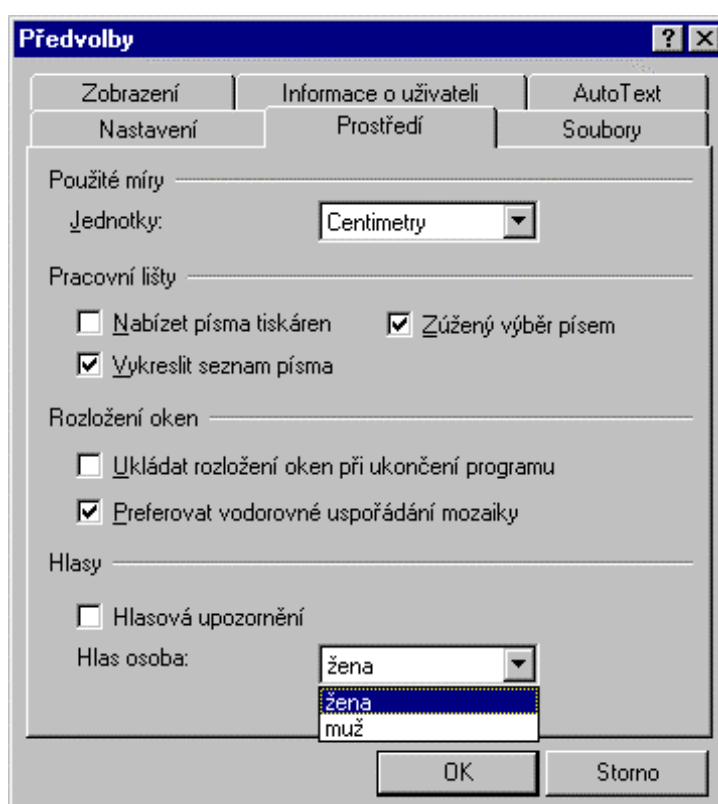 Předvolby
Zobrazení Informace o uživateli AutoText
Nastavení Prostředí Soubory
Použité míry
Jednotky: Centimetry
Pracovní lišty
Nabízet písma tiskáren Zúžený výběr písem
Vykreslit seznam písma
Rozložení oken
Ukládat rozložení oken při ukončení programu
Preferovat vodorovné uspořádání mozaiky
Hlasy
Hlasová upozornění
Hlas osoba: žena
žena
muž
OK Storno